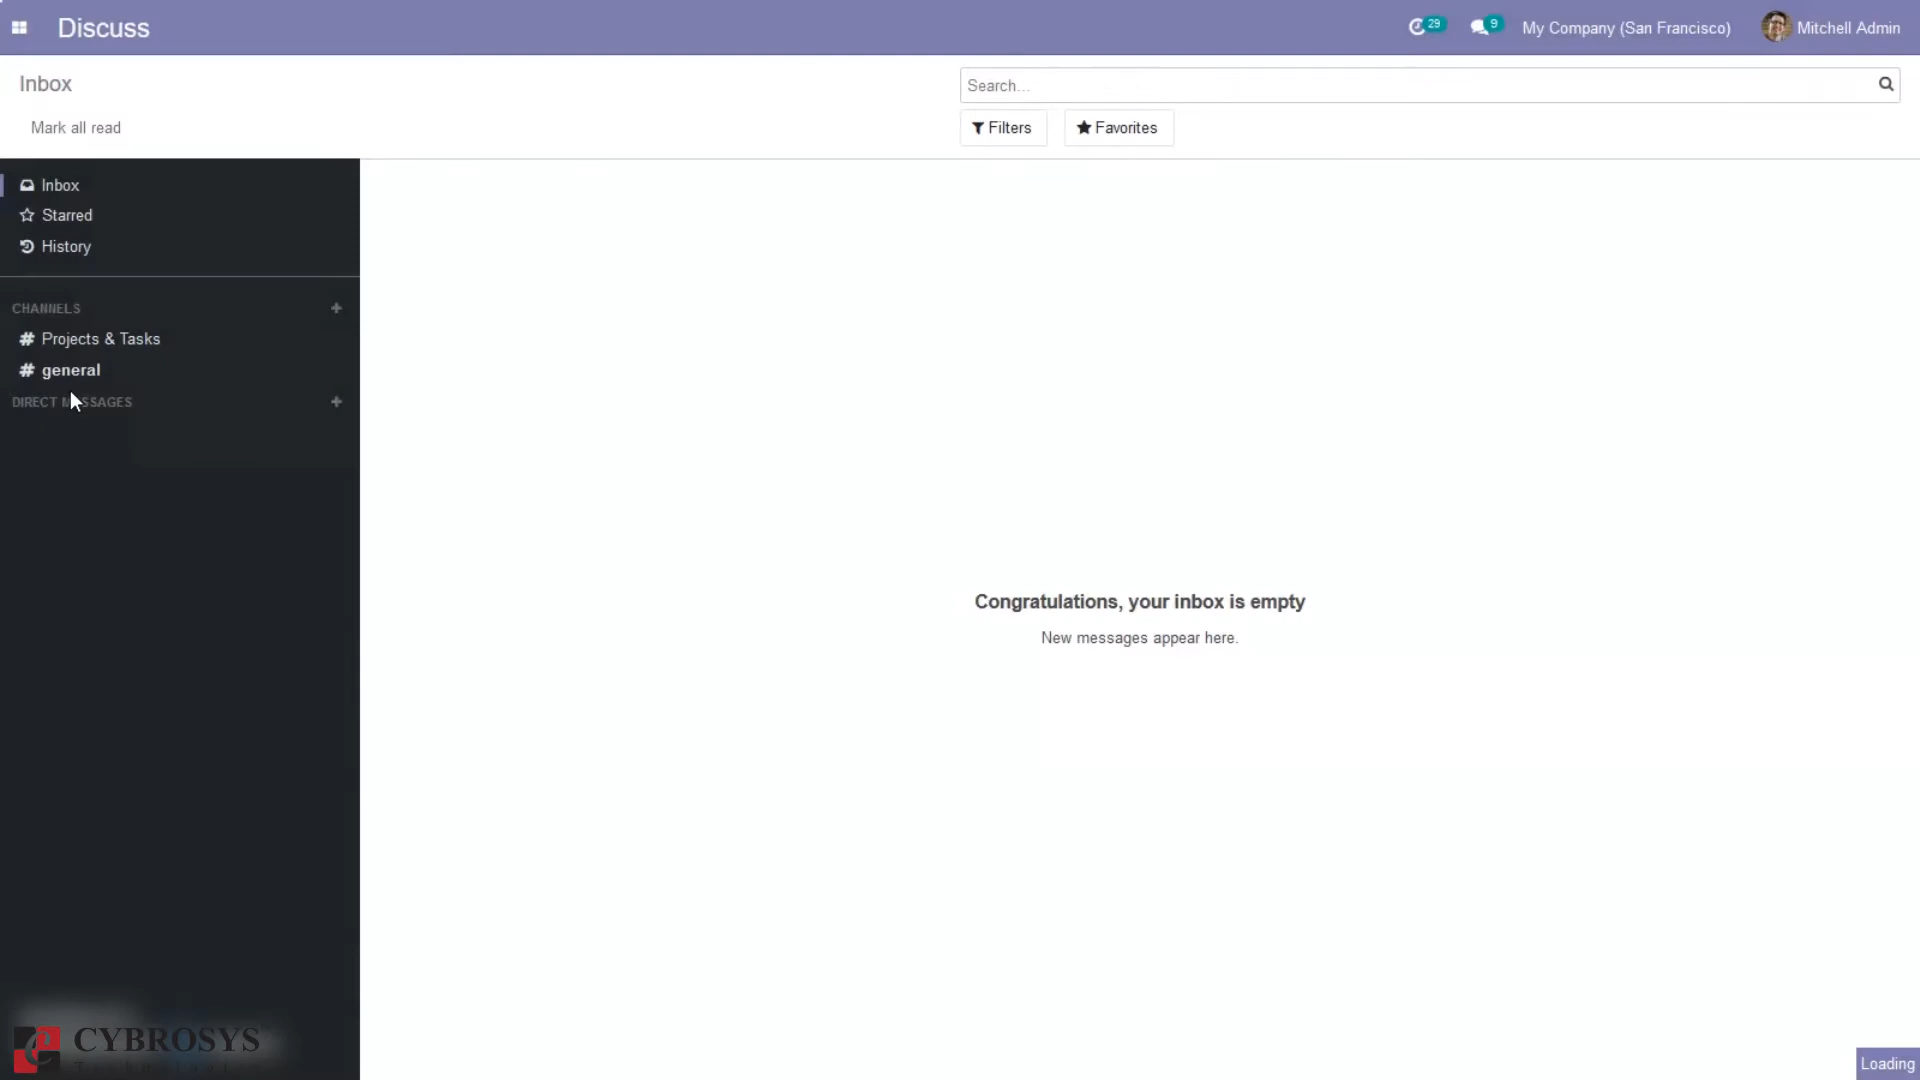 Discuss
29
9
My Company (San Francisco)
Mitchell Admin
Inbox
Search...
Mark all read
Filters
Favorites
Inbox
Starred
History
CHANNELS
# Projects & Tasks
# general
DIRECT MESSAGES
Congratulations, your inbox is empty
New messages appear here.
CYBROSYS
Loading